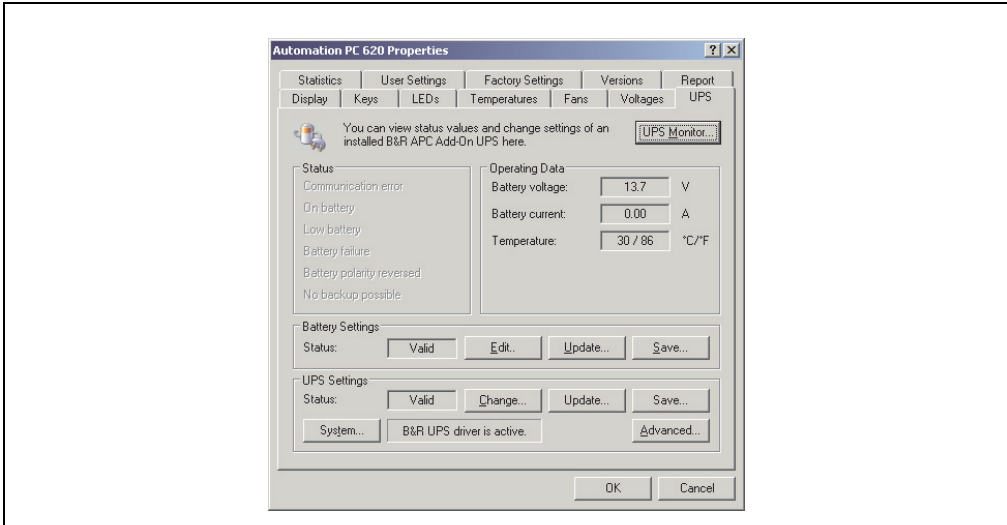 Automation PC 620 Properties
Statistics User Settings Factory Settings Versions Report
Display Keys LEDs Temperatures Fans Voltages UPS
You can view status values and change settings of an
installed B&R APC Add-On UPS here.
UPS Monitor...
Status
Communication error
On battery
Low battery
Battery failure
Battery polarity reversed
No backup possible
Operating Data
Battery voltage: 13.7 V
Battery current: 0.00 A
Temperature: 30 / 86 °C/°F
Battery Settings
Status: Valid Edit.. Update... Save...
UPS Settings
Status: Valid Change... Update... Save...
System... B&R UPS driver is active. Advanced...
OK Cancel